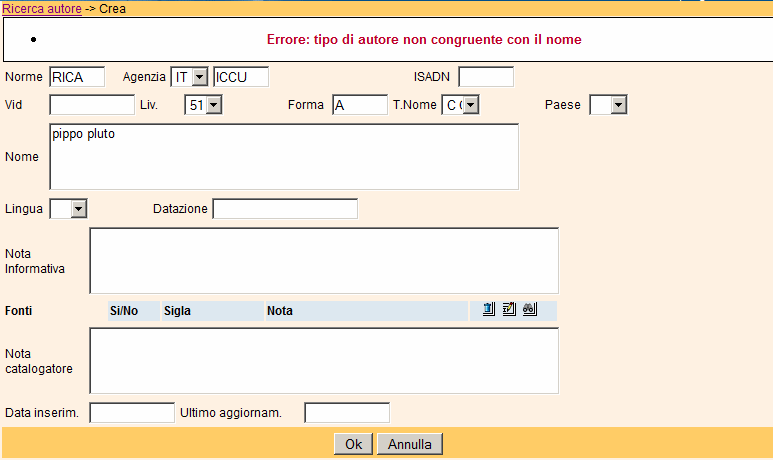 Ricerca autore -> Crea
Errore: tipo di autore non congruente con il nome
Norme RICA Agenzia IT ICCU ISADN
Vid Liv. 51 Forma A T.Nome C Paese
pippo pluto
Nome
Lingua Datazione
Nota
Informativa
Fonti Si/No Sigla Nota
Nota
catalogatore
Data inserim. Ultimo aggiornam.
Ok Annulla